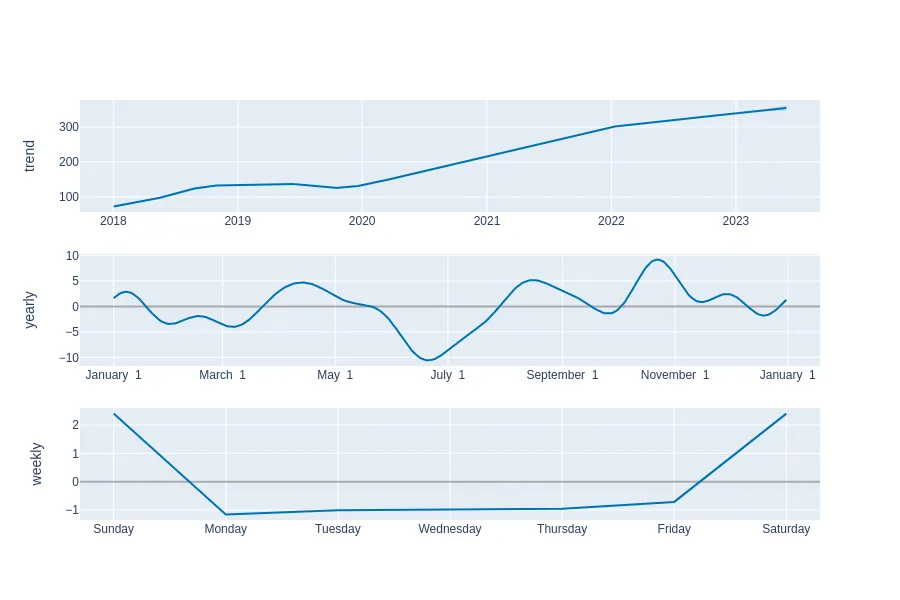 trend
300
200
100
2018 2019 2020 2021 2022 2023
yearly
10
5
0
−5
−10
January 1 March 1 May 1 July 1 September 1 November 1 January 1
weekly
2
1
0
−1
Sunday Monday Tuesday Wednesday Thursday Friday Saturday